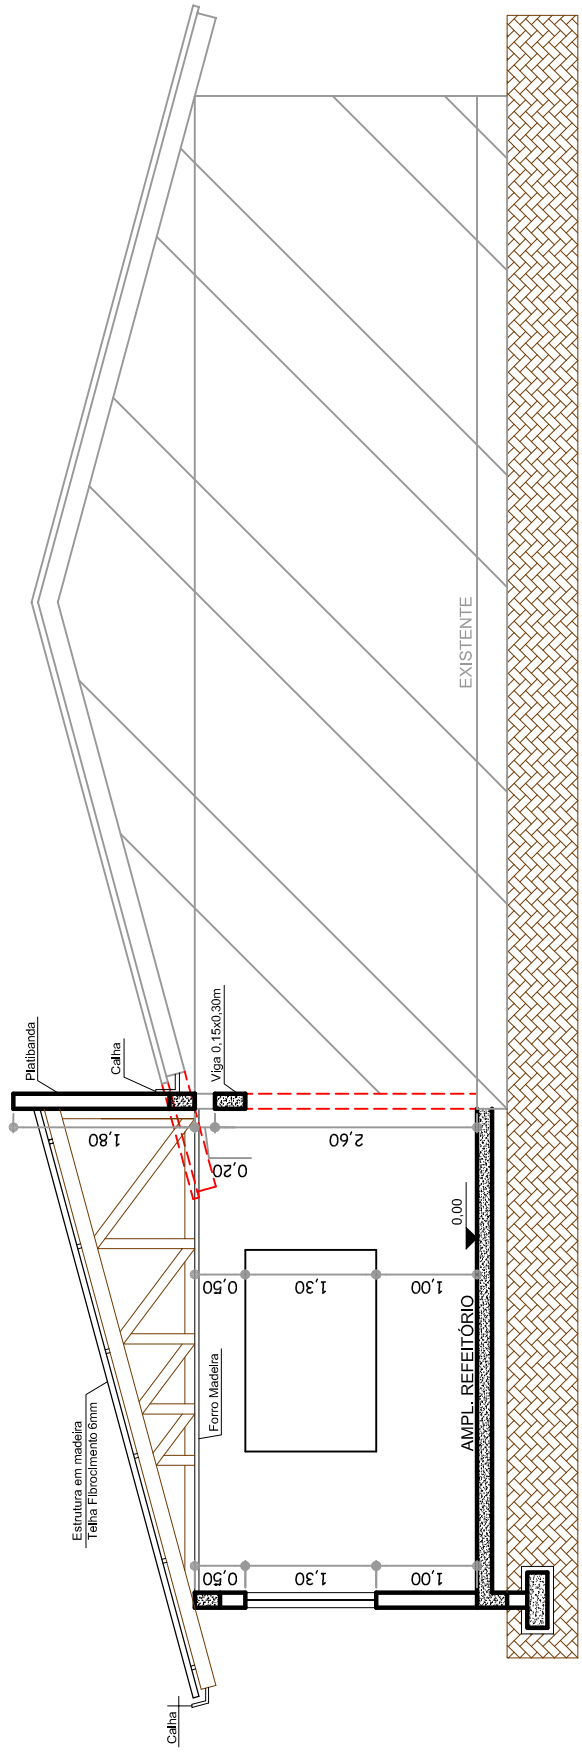 Calha
Estrutura em madeira
Telha Fibrocimento 6mm
Forro Madeira
Platibanda
Calha
Viga 0,15x0,30m
1,80
0,20
2,60
0,50
1,30
1,00
0,50
1,30
1,00
0,00
AMPL. REFEITÓRIO
EXISTENTE